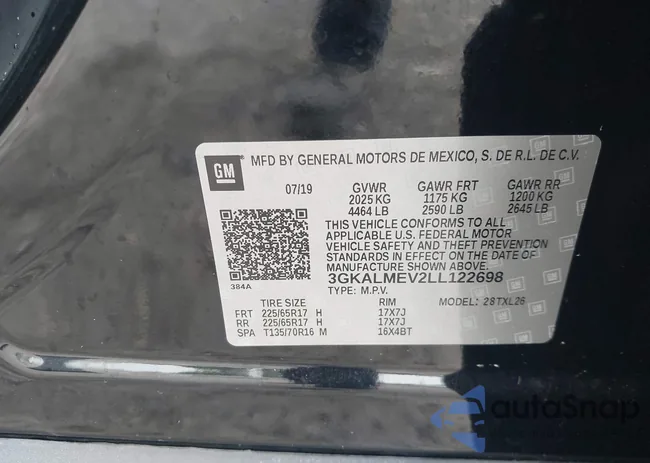 GM
MFD BY GENERAL MOTORS DE MEXICO, S. DE R.L. DE C.V.
07/19 GVWR GAWR FRT GAWR RR
2025 KG 1175 KG 1200 KG
4464 LB 2590 LB 2645 LB
THIS VEHICLE CONFORMS TO ALL
APPLICABLE U.S. FEDERAL MOTOR
VEHICLE SAFETY AND THEFT PREVENTION
STANDARDS IN EFFECT ON THE DATE OF
MANUFACTURE SHOWN ABOVE.
384A
3GKALMEV2LL122698
TYPE: M.P.V. MODEL: 28TXL26
TIRE SIZE RIM
FRT 225/65R17 H 17X7J
RR 225/65R17 H 17X7J
SPA T135/70R16 M 16X4BT
autoSnap